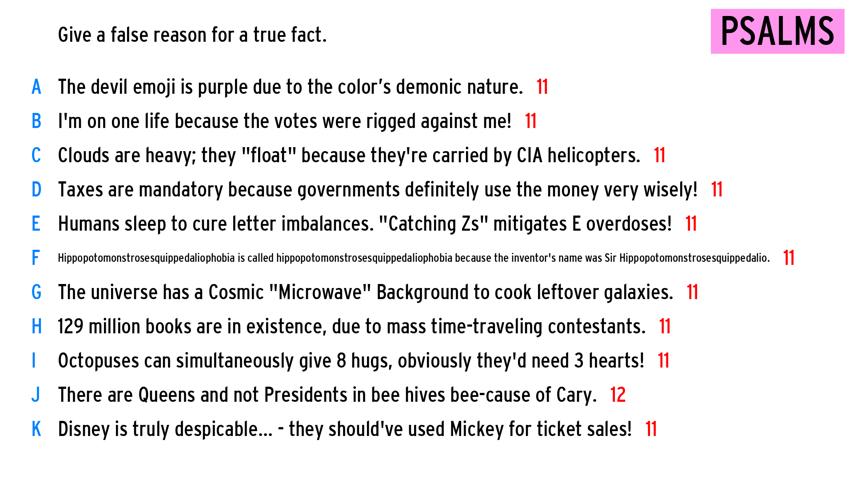 Give a false reason for a true fact.
PSALMS
A The devil emoji is purple due to the color's demonic nature. 11
B I'm on one life because the votes were rigged against me! 11
C Clouds are heavy; they "float" because they're carried by CIA helicopters. 11
D Taxes are mandatory because governments definitely use the money very wisely! 11
E Humans sleep to cure letter imbalances. "Catching Zs" mitigates E overdoses! 11
F Hippopotomonstrosesquippedaliophobia is called hippopotomonstrosesquippedaliophobia because the inventor's name was Sir Hippopotomonstrosesquippedalio. 11
G The universe has a Cosmic "Microwave" Background to cook leftover galaxies. 11
H 129 million books are in existence, due to mass time-traveling contestants. 11
I Octopuses can simultaneously give 8 hugs, obviously they'd need 3 hearts! 11
J There are Queens and not Presidents in bee hives bee-cause of Cary. 12
K Disney is truly despicable... - they should've used Mickey for ticket sales! 11